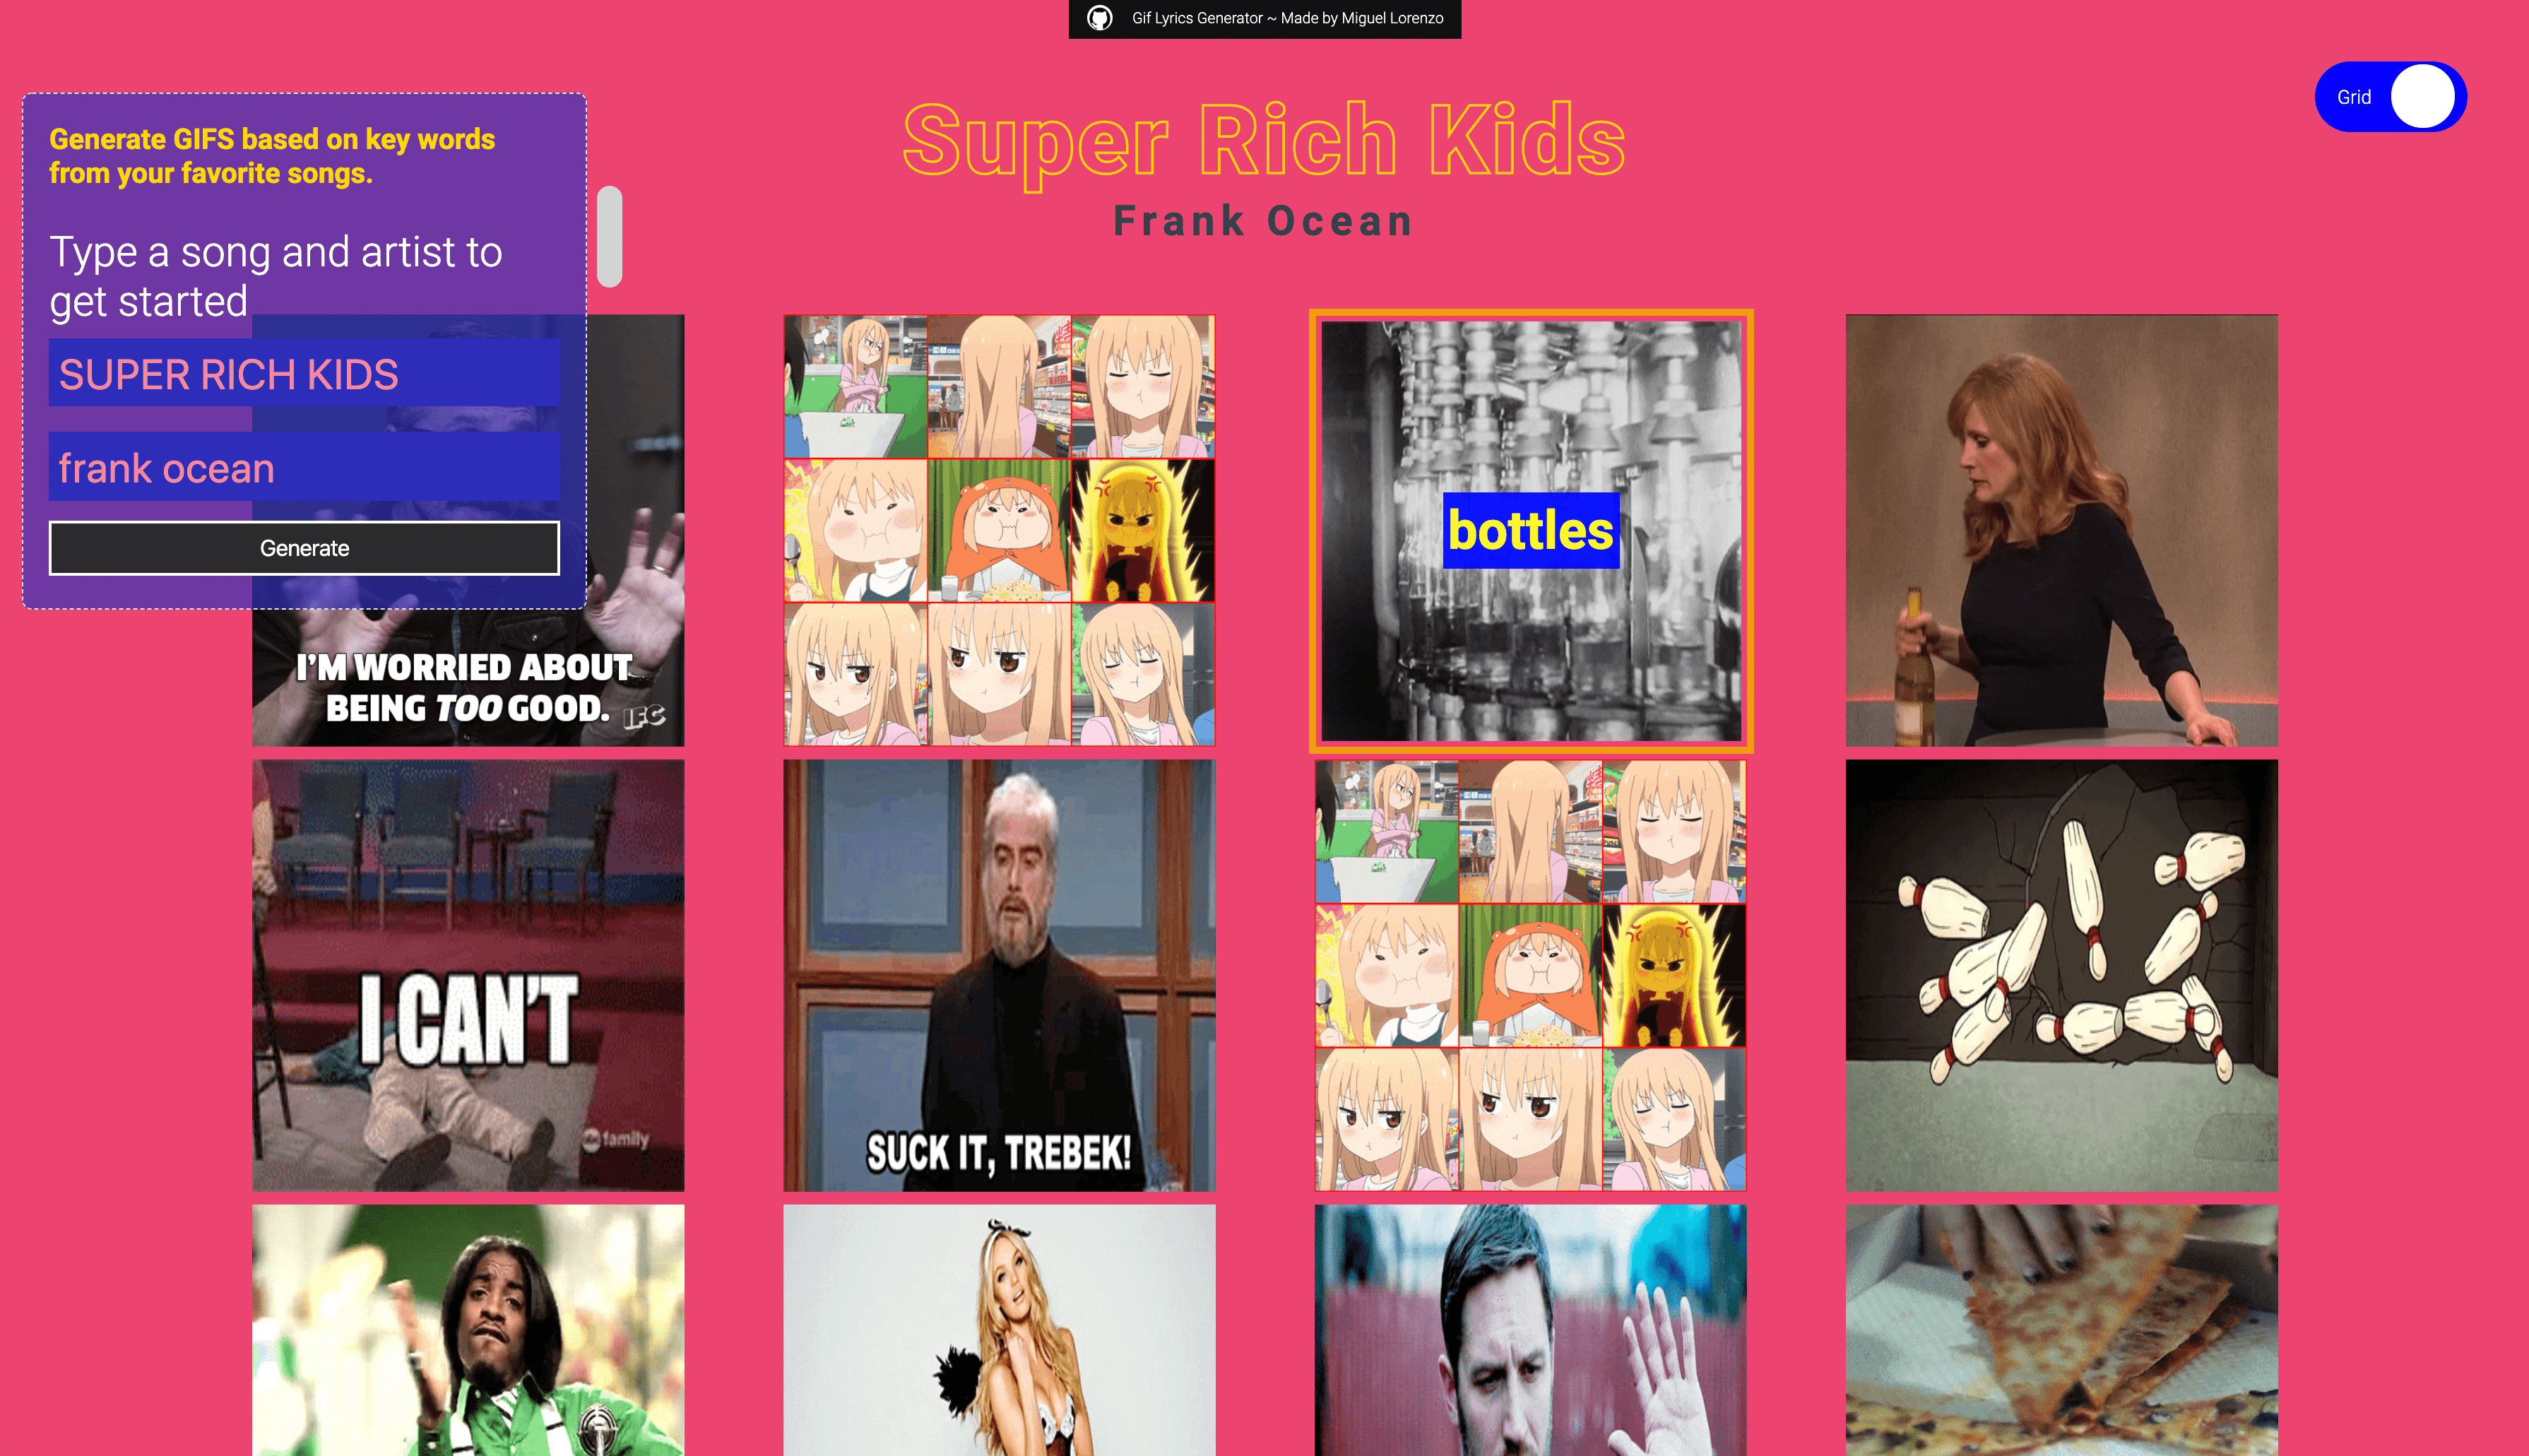 Gif Lyrics Generator ~ Made by Miguel Lorenzo
Grid
Super Rich Kids
Frank Ocean
Generate GIFS based on key words
from your favorite songs.
Type a song and artist to
get started
SUPER RICH KIDS
frank ocean
Generate
I'M WORRIED ABOUT
BEING TOO GOOD.
IFC
bottles
I CAN'T
abc family
SUCK IT, TREBEK!